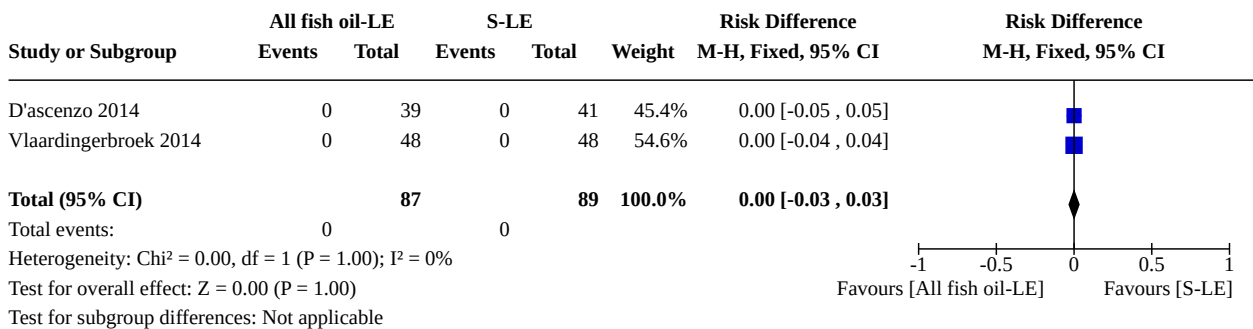 All fish oil-LE S-LE Risk Difference Risk Difference
Study or Subgroup Events Total Events Total Weight M-H, Fixed, 95% CI M-H, Fixed, 95% CI
D'ascenzo 2014 0 39 0 41 45.4% 0.00 [-0.05 , 0.05]
Vlaardingerbroek 2014 0 48 0 48 54.6% 0.00 [-0.04 , 0.04]
Total (95% CI) 87 89 100.0% 0.00 [-0.03 , 0.03]
Total events: 0 0
Heterogeneity: Chi² = 0.00, df = 1 (P = 1.00); I² = 0%
-1 -0.5 0 0.5 1
Test for overall effect: Z = 0.00 (P = 1.00) Favours [All fish oil-LE] Favours [S-LE]
Test for subgroup differences: Not applicable